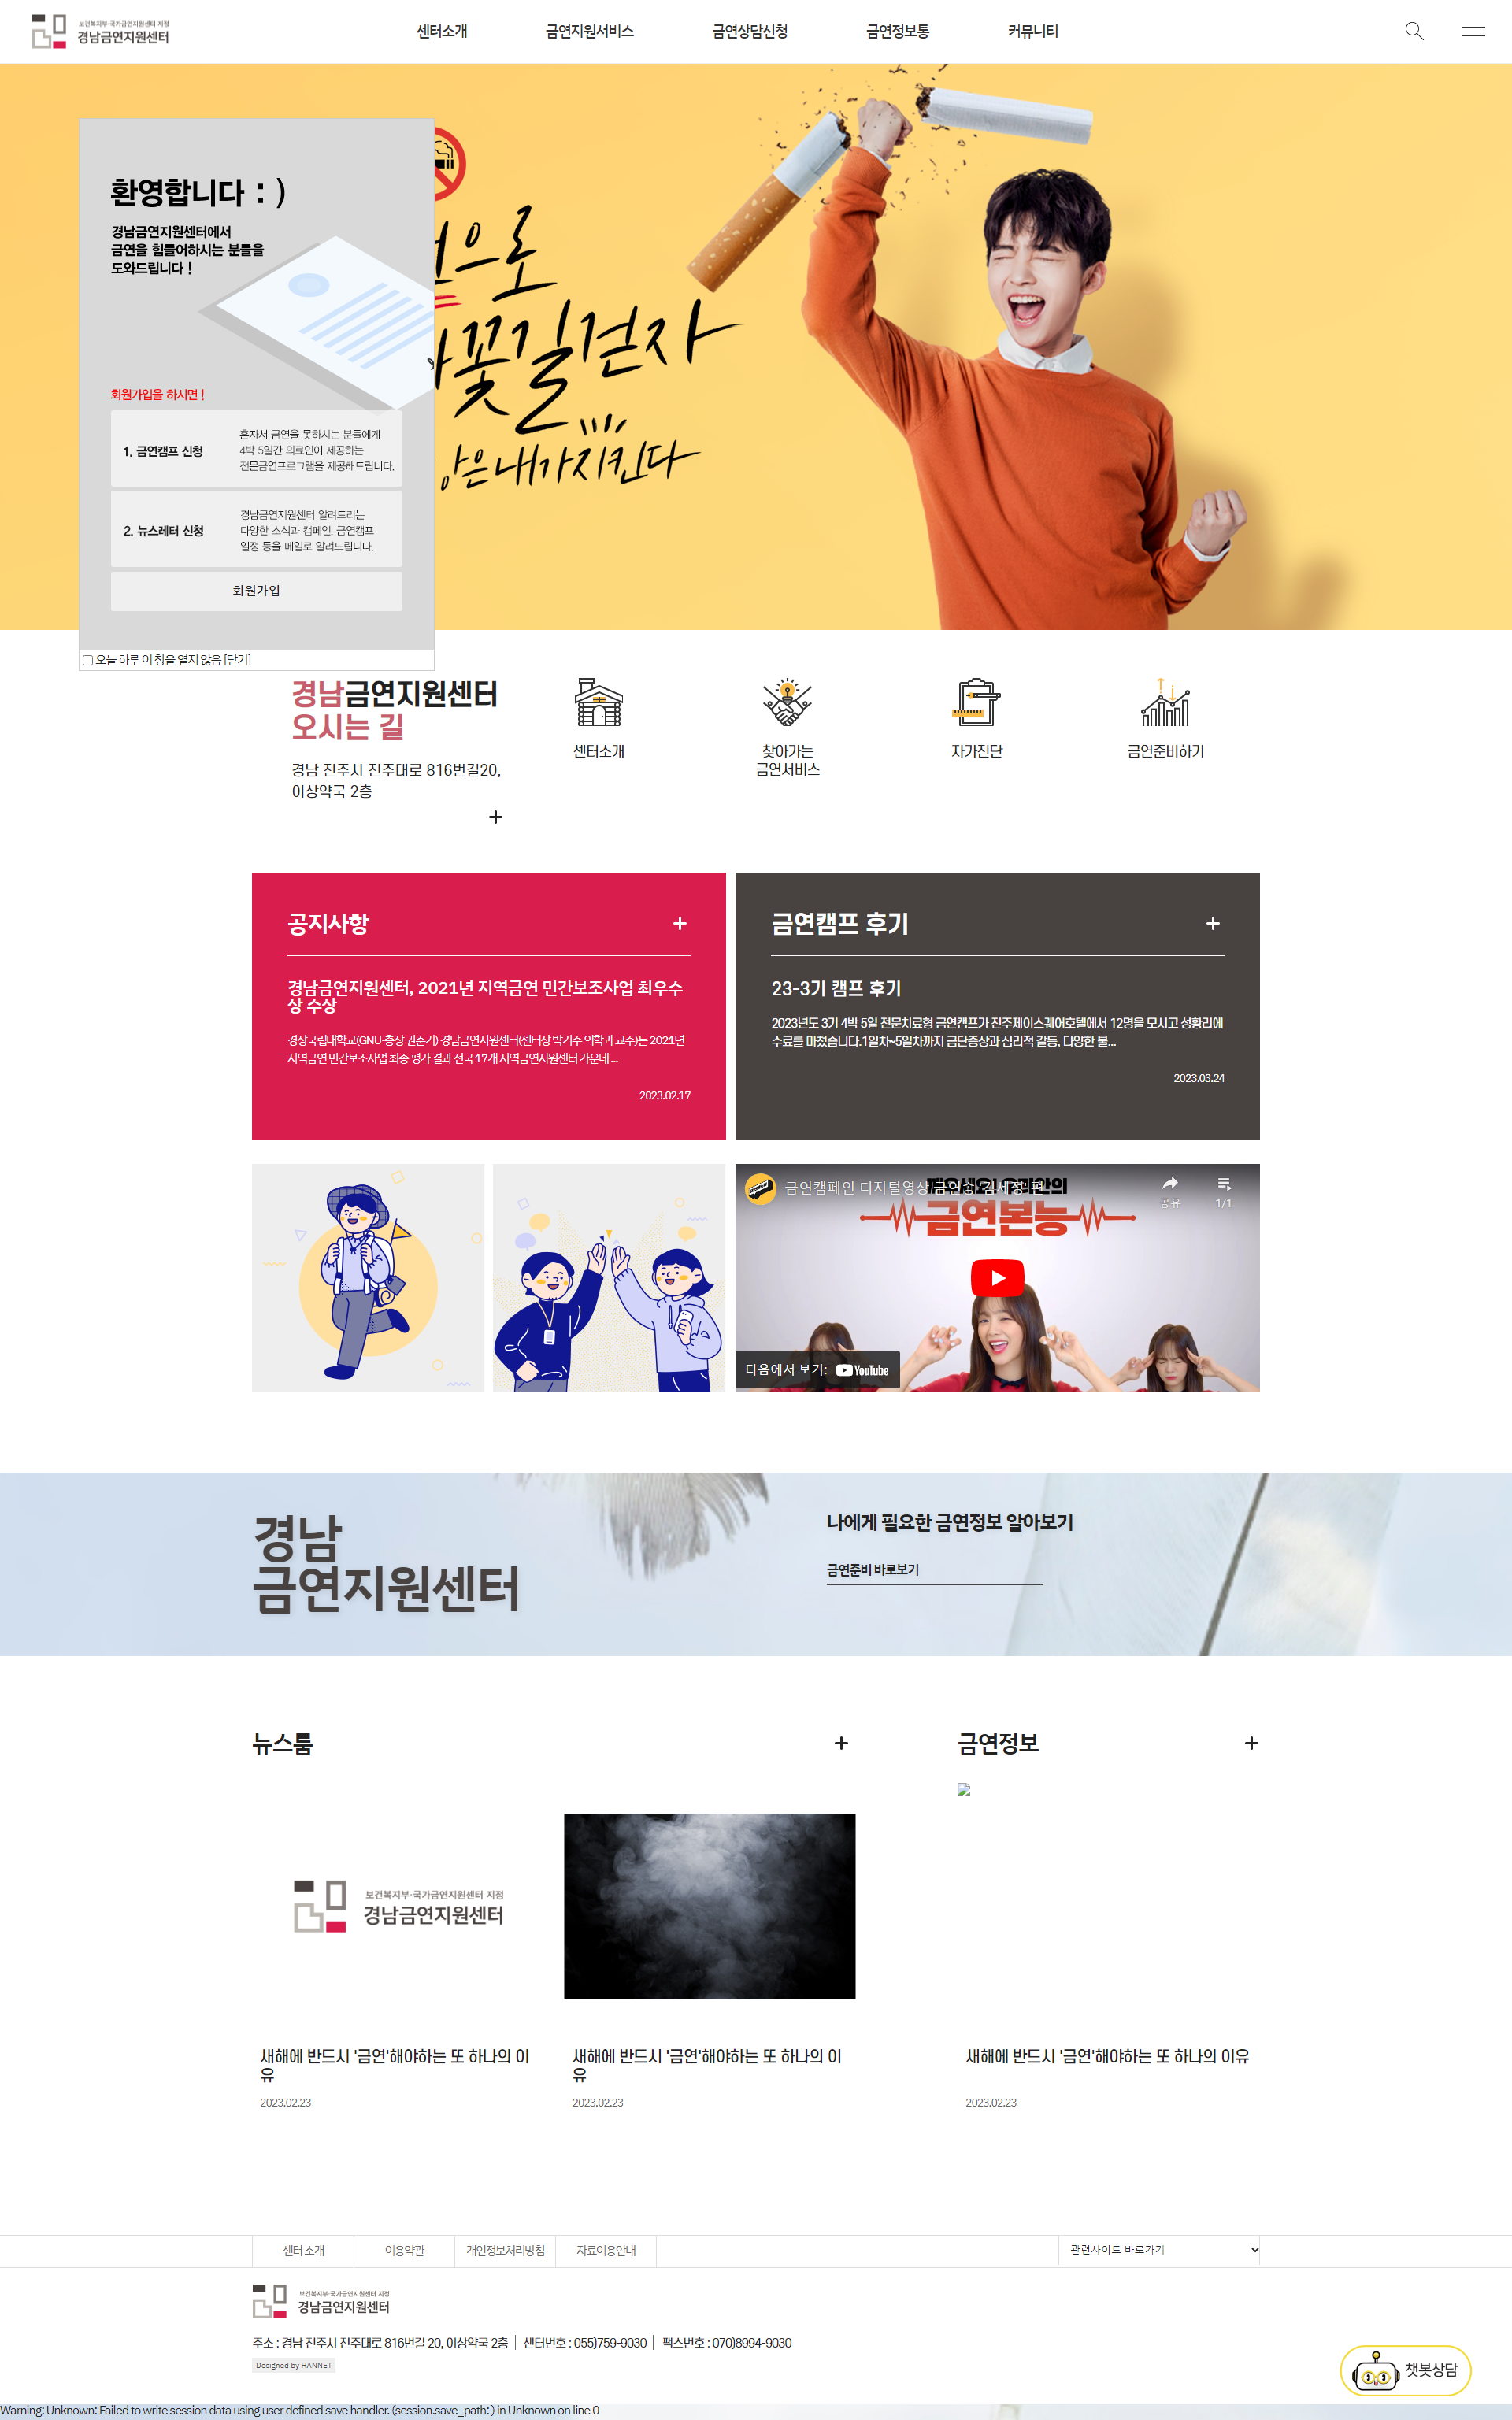 보건복지부·국가금연지원센터 지정
경남금연지원센터
센터소개
금연지원서비스
금연상담신청
금연정보통
커뮤니티
환영합니다 : )
경남금연지원센터에서
금연을 힘들어하시는 분들을
도와드립니다 !
회원가입을 하시면 !
1. 금연캠프 신청
혼자서 금연을 못하시는 분들에게
4박 5일간 의료인이 제공하는
전문금연프로그램을 제공해드립니다.
2. 뉴스레터 신청
경남금연지원센터 알려드리는
다양한 소식과 캠페인, 금연캠프
일정 등을 메일로 알려드립니다.
회원가입
오늘 하루 이 창을 열지 않음 [닫기]
으로
꽃길걷자
은 내가 지킨다
경남금연지원센터
오시는 길
경남 진주시 진주대로 816번길20,
이상약국 2층
센터소개
찾아가는
금연서비스
자가진단
금연준비하기
공지사항
경남금연지원센터, 2021년 지역금연 민간보조사업 최우수
상 수상
경상국립대학교(GNU·총장 권순기) 경남금연지원센터(센터장 박기수 의학과 교수)는 2021년
지역금연 민간보조사업 최종 평가 결과 전국 17개 지역금연지원센터 가운데 ...
2023.02.17
금연캠프 후기
23-3기 캠프 후기
2023년도 3기 4박 5일 전문치료형 금연캠프가 진주제이스퀘어호텔에서 12명을 모시고 성황리에
수료를 마쳤습니다.1일차~5일차까지 금단증상과 심리적 갈등, 다양한 불...
2023.03.24
금연캠페인 디지털영상
공유
1/1
금연본능
다음에서 보기: YouTube
경남
금연지원센터
나에게 필요한 금연정보 알아보기
금연준비 바로보기
뉴스룸
금연정보
보건복지부·국가금연지원센터 지정
경남금연지원센터
새해에 반드시 '금연'해야하는 또 하나의 이
유
2023.02.23
새해에 반드시 '금연'해야하는 또 하나의 이
유
2023.02.23
새해에 반드시 '금연'해야하는 또 하나의 이유
2023.02.23
센터 소개
이용약관
개인정보처리방침
자료이용안내
관련사이트 바로가기
보건복지부·국가금연지원센터 지정
경남금연지원센터
주소 : 경남 진주시 진주대로 816번길 20, 이상약국 2층
센터번호 : 055)759-9030
팩스번호 : 070)8994-9030
Designed by HANNET
챗봇상담
Warning: Unknown: Failed to write session data using user defined save handler. (session.save_path: ) in Unknown on line 0